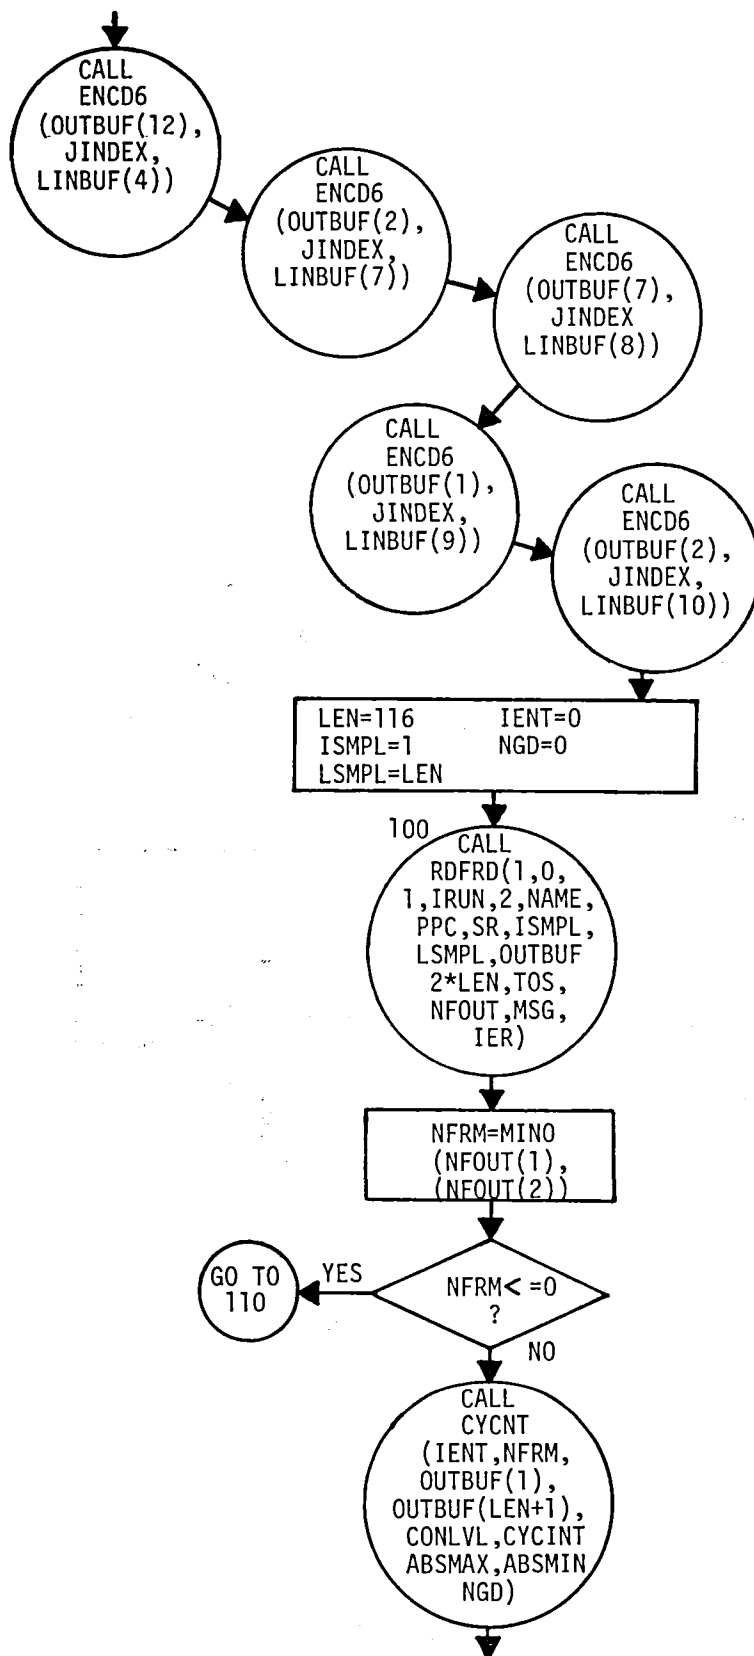 CALL
ENCD6
(OUTBUF(12),
JINDEX,
LINBUF(4))
CALL
ENCD6
(OUTBUF(2),
JINDEX,
LINBUF(7))
CALL
ENCD6
(OUTBUF(7),
JINDEX
LINBUF(8))
CALL
ENCD6
(OUTBUF(1),
JINDEX,
LINBUF(9))
CALL
ENCD6
(OUTBUF(2),
JINDEX,
LINBUF(10))
LEN=116 IENT=0
ISMPL=1 NGD=0
LSMPL=LEN
100
CALL
RDFRD(1,0,
1,IRUN,2,NAME,
PPC,SR,ISMPL,
LSMPL,OUTBUF
2*LEN,TOS,
NFOUT,MSG,
IER)
NFRM=MINO
(NFOUT(1),
(NFOUT(2))
GO TO
110
YES
NFRM< =0
?
NO
CALL
CYCNT
(IENT,NFRM,
OUTBUF(1),
OUTBUF(LEN+1),
CONLVL,CYCINT
ABSMAX,ABSMIN
NGD)